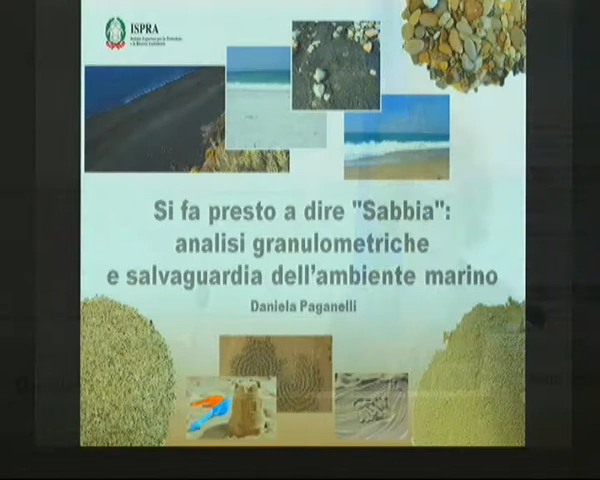 ISPRA
Si fa presto a dire "Sabbia":
analisi granulometriche
e salvaguardia dell'ambiente marino
Daniela Paganelli